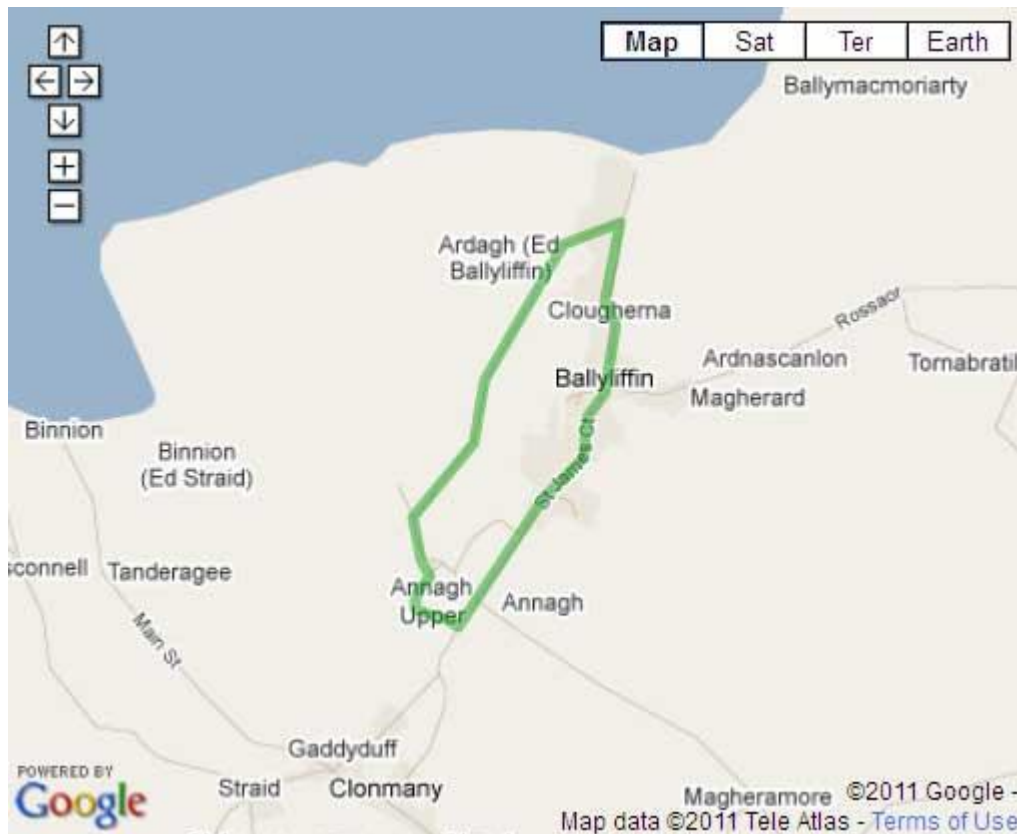 Map Sat Ter Earth
Ballymacmoriarty
Ardagh (Ed
Ballyliffin)
Clougherna
Rossaor
Ardnascanlon
Tornabratil
Ballyliffin
Magherard
Binnion
Binnion
(Ed Straid)
St James Ct
sconnell
Tanderagee
Annagh
Upper
Annagh
Main St
Gaddyduff
Straid
Clonmany
Magheramore
POWERED BY
Google
©2011 Google -
Map data ©2011 Tele Atlas - Terms of Use